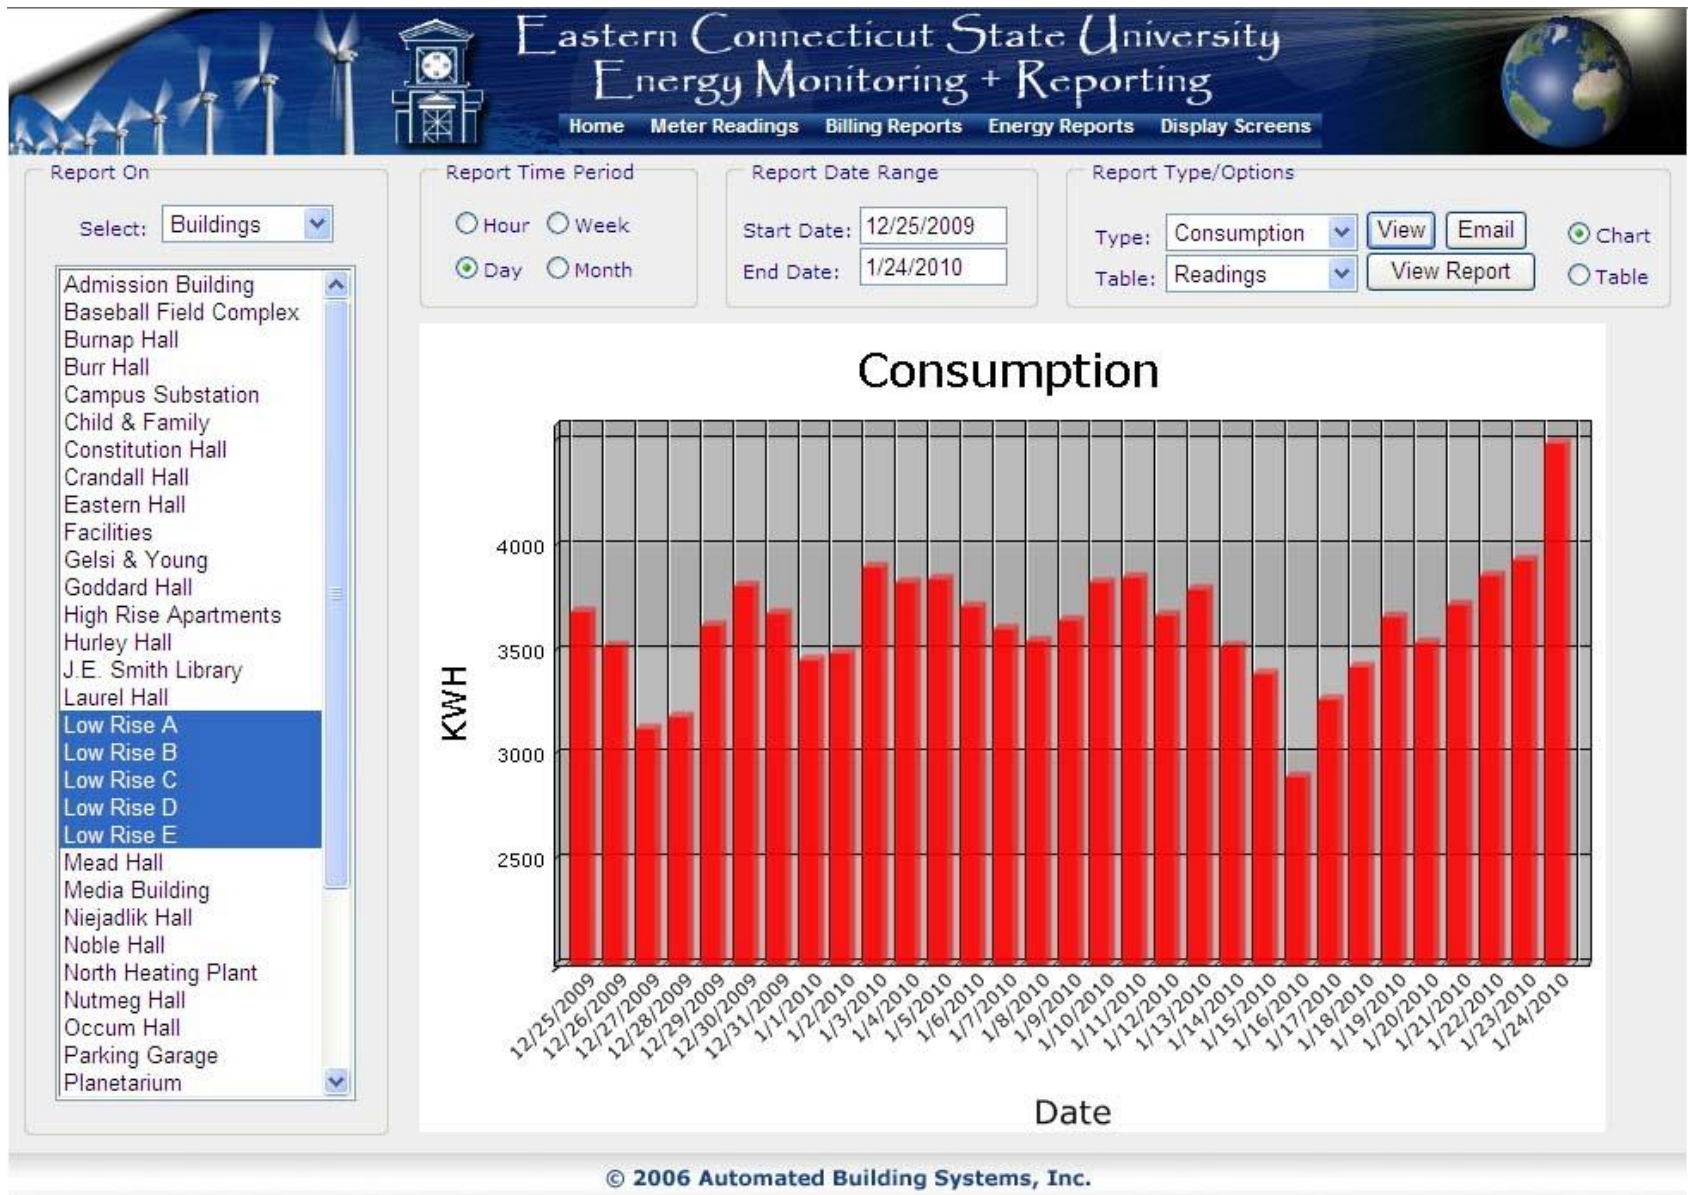 Eastern Connecticut State University
Energy Monitoring + Reporting
Home Meter Readings Billing Reports Energy Reports Display Screens
Report On
Select: Buildings
Admission Building
Baseball Field Complex
Burnap Hall
Burr Hall
Campus Substation
Child & Family
Constitution Hall
Crandall Hall
Eastern Hall
Facilities
Gelsi & Young
Goddard Hall
High Rise Apartments
Hurley Hall
J.E. Smith Library
Laurel Hall
Low Rise A
Low Rise B
Low Rise C
Low Rise D
Low Rise E
Mead Hall
Media Building
Niejadlik Hall
Noble Hall
North Heating Plant
Nutmeg Hall
Occum Hall
Parking Garage
Planetarium
Report Time Period
Hour Week
Day Month
Report Date Range
Start Date: 12/25/2009
End Date: 1/24/2010
Report Type/Options
Type: Consumption View Email Chart
Table: Readings View Report Table
Consumption
KWH
4000
3500
3000
2500
12/25/2009
12/26/2009
12/27/2009
12/28/2009
12/29/2009
12/30/2009
12/31/2009
1/1/2010
1/2/2010
1/3/2010
1/4/2010
1/5/2010
1/6/2010
1/7/2010
1/8/2010
1/9/2010
1/10/2010
1/11/2010
1/12/2010
1/13/2010
1/14/2010
1/15/2010
1/16/2010
1/17/2010
1/18/2010
1/19/2010
1/20/2010
1/21/2010
1/22/2010
1/23/2010
1/24/2010
Date
© 2006 Automated Building Systems, Inc.